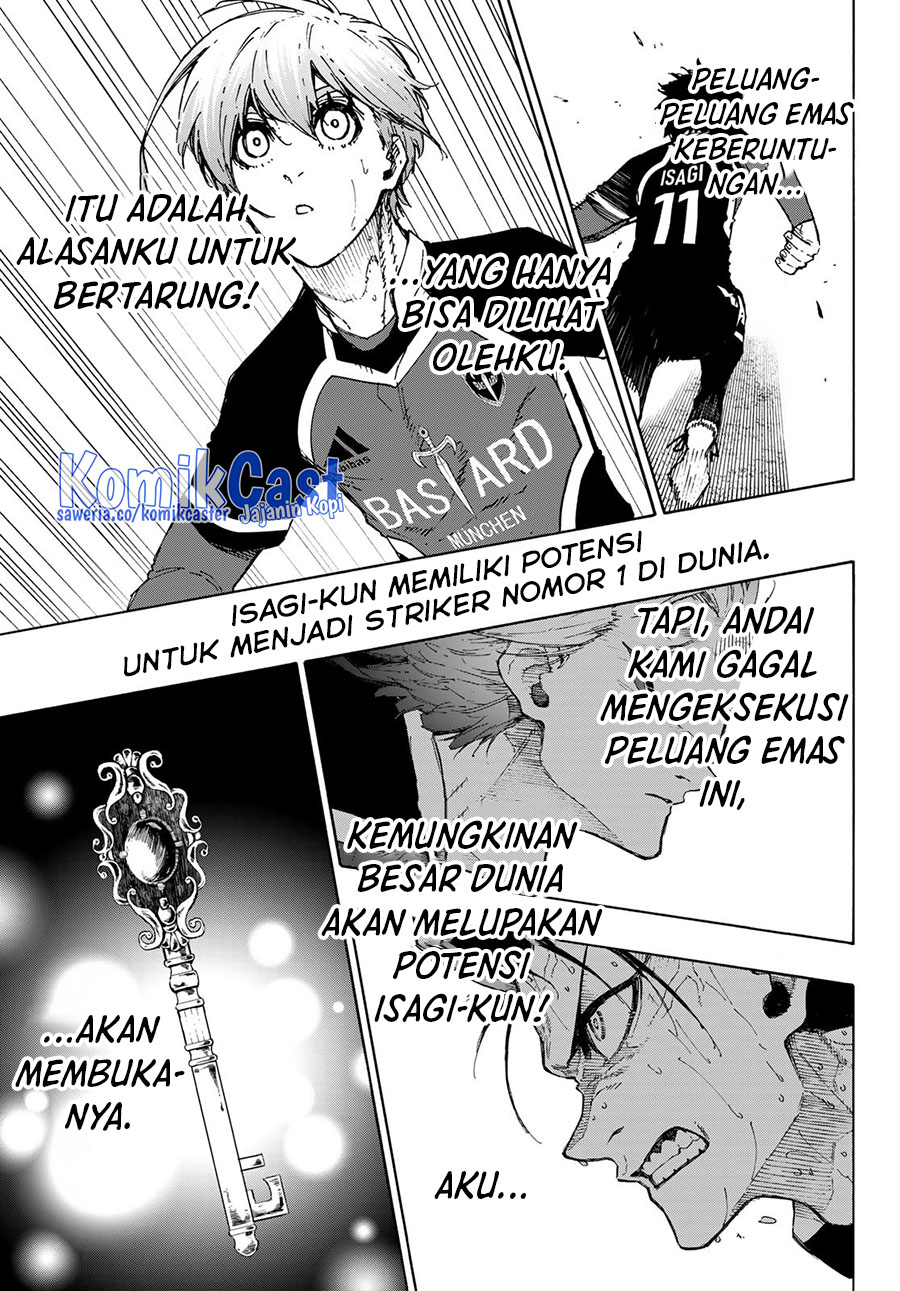 PELUANG-
PELUANG EMAS
KEBERUNTU-
NGAN...
ISAGI
11
...YANG HANYA
BISA DILIHAT
OLEHKU.
ITU ADALAH
ALASANKU UNTUK
BERTARUNG!
BASTARD
MÜNCHEN
KomikCast
saweria.co/komikcaster Jajanin Kopi
ISAGI-KUN MEMILIKI POTENSI
UNTUK MENJADI STRIKER NOMOR 1 DI DUNIA.
TAPI, ANDAI
KAMI GAGAL
MENGEKSEKUSI
PELUANG EMAS
INI,
KEMUNGKINAN
BESAR DUNIA
AKAN MELUPAKAN
POTENSI
ISAGI-KUN!
AKU...
...AKAN
MEMBUKA-
NYA.